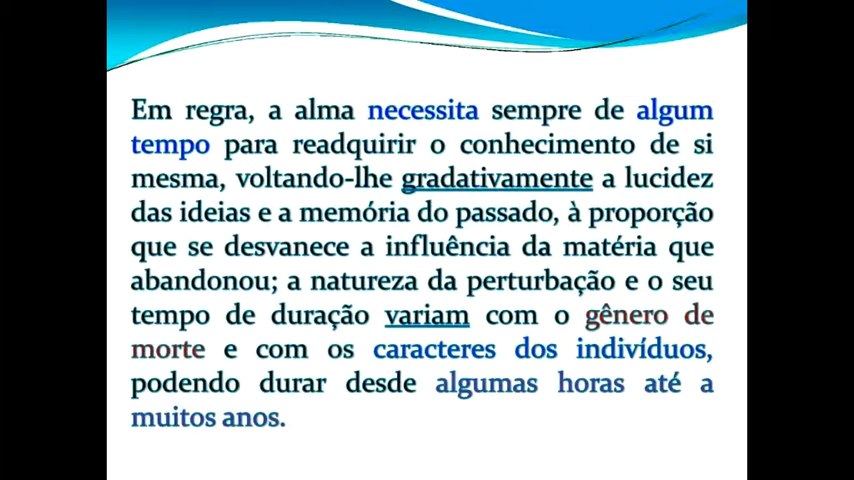 Em regra, a alma necessita sempre de algum
tempo para readquirir o conhecimento de si
mesma, voltando-lhe gradativamente a lucidez
das ideias e a memória do passado, à proporção
que se desvanece a influência da matéria que
abandonou; a natureza da perturbação e o seu
tempo de duração variam com o gênero de
morte e com os caracteres dos indivíduos,
podendo durar desde algumas horas até a
muitos anos.